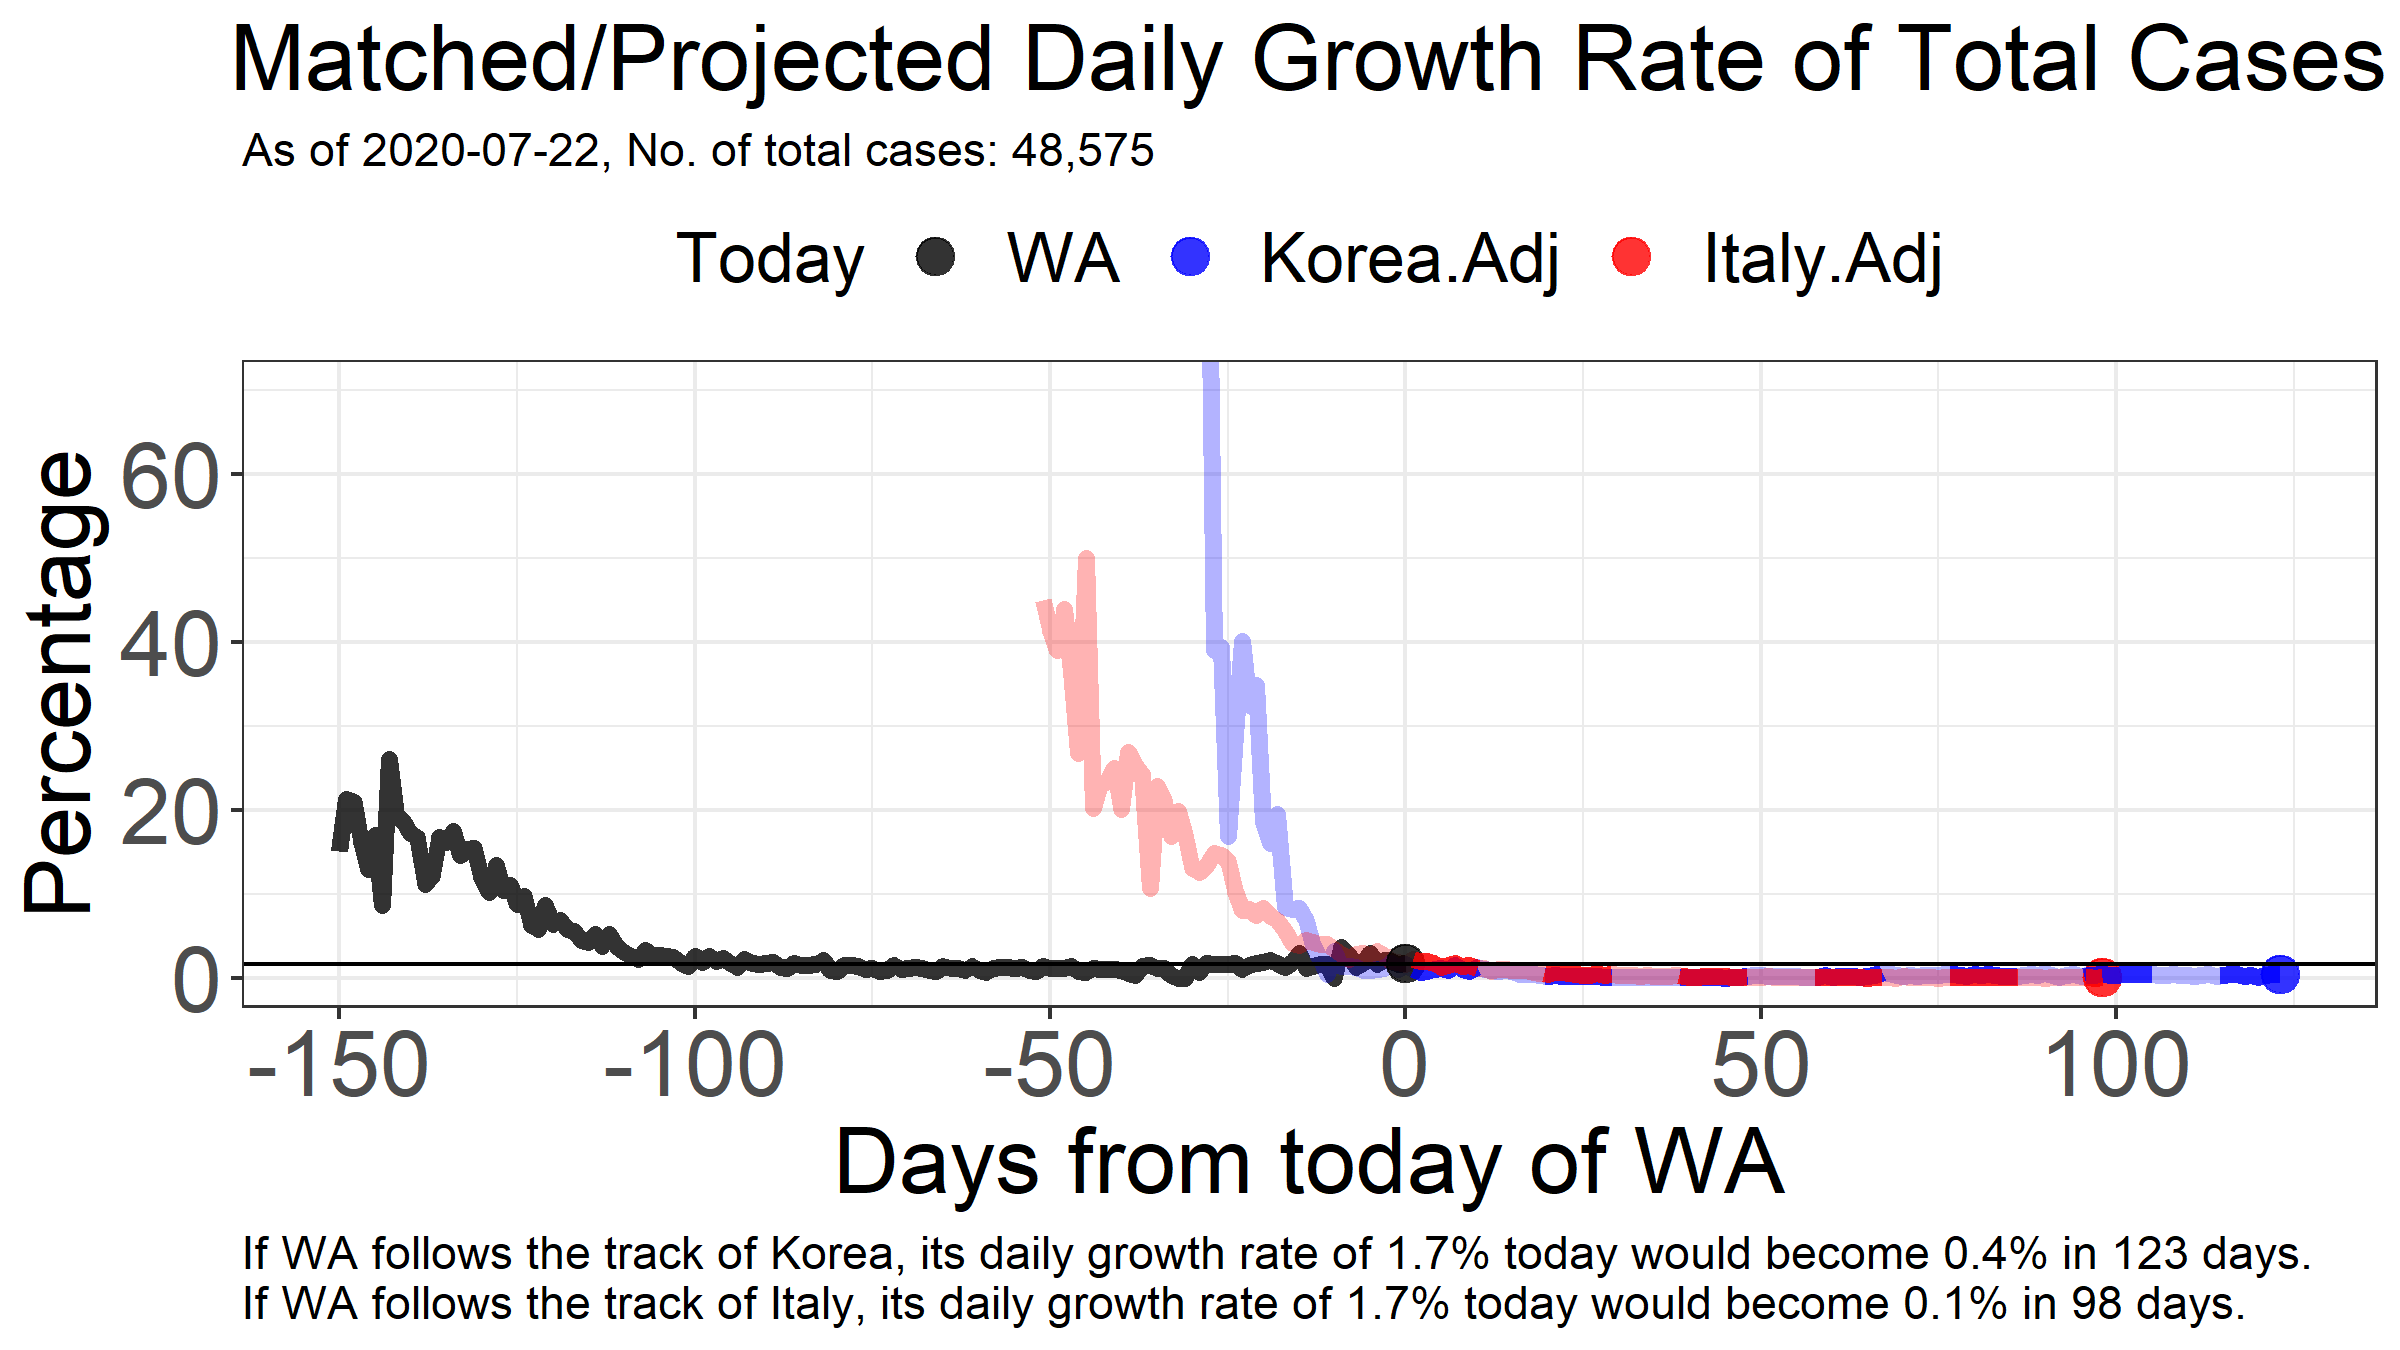 Matched/Projected Daily Growth Rate of Total Cases
As of 2020-07-22, No. of total cases: 48,575
Today WA Korea.Adj Italy.Adj
Percentage
60
40
20
0
-150 -100 -50 0 50 100
Days from today of WA
If WA follows the track of Korea, its daily growth rate of 1.7% today would become 0.4% in 123 days.
If WA follows the track of Italy, its daily growth rate of 1.7% today would become 0.1% in 98 days.